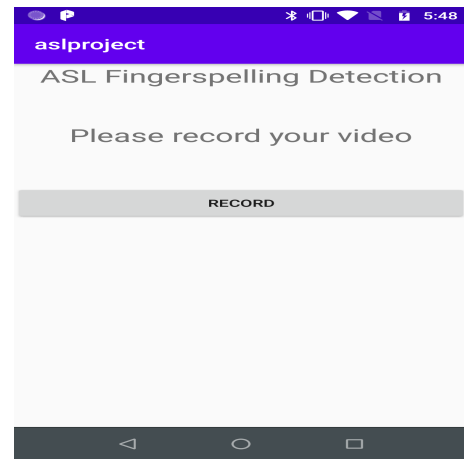 5:48
aslproject
ASL Fingerspelling Detection
Please record your video
RECORD